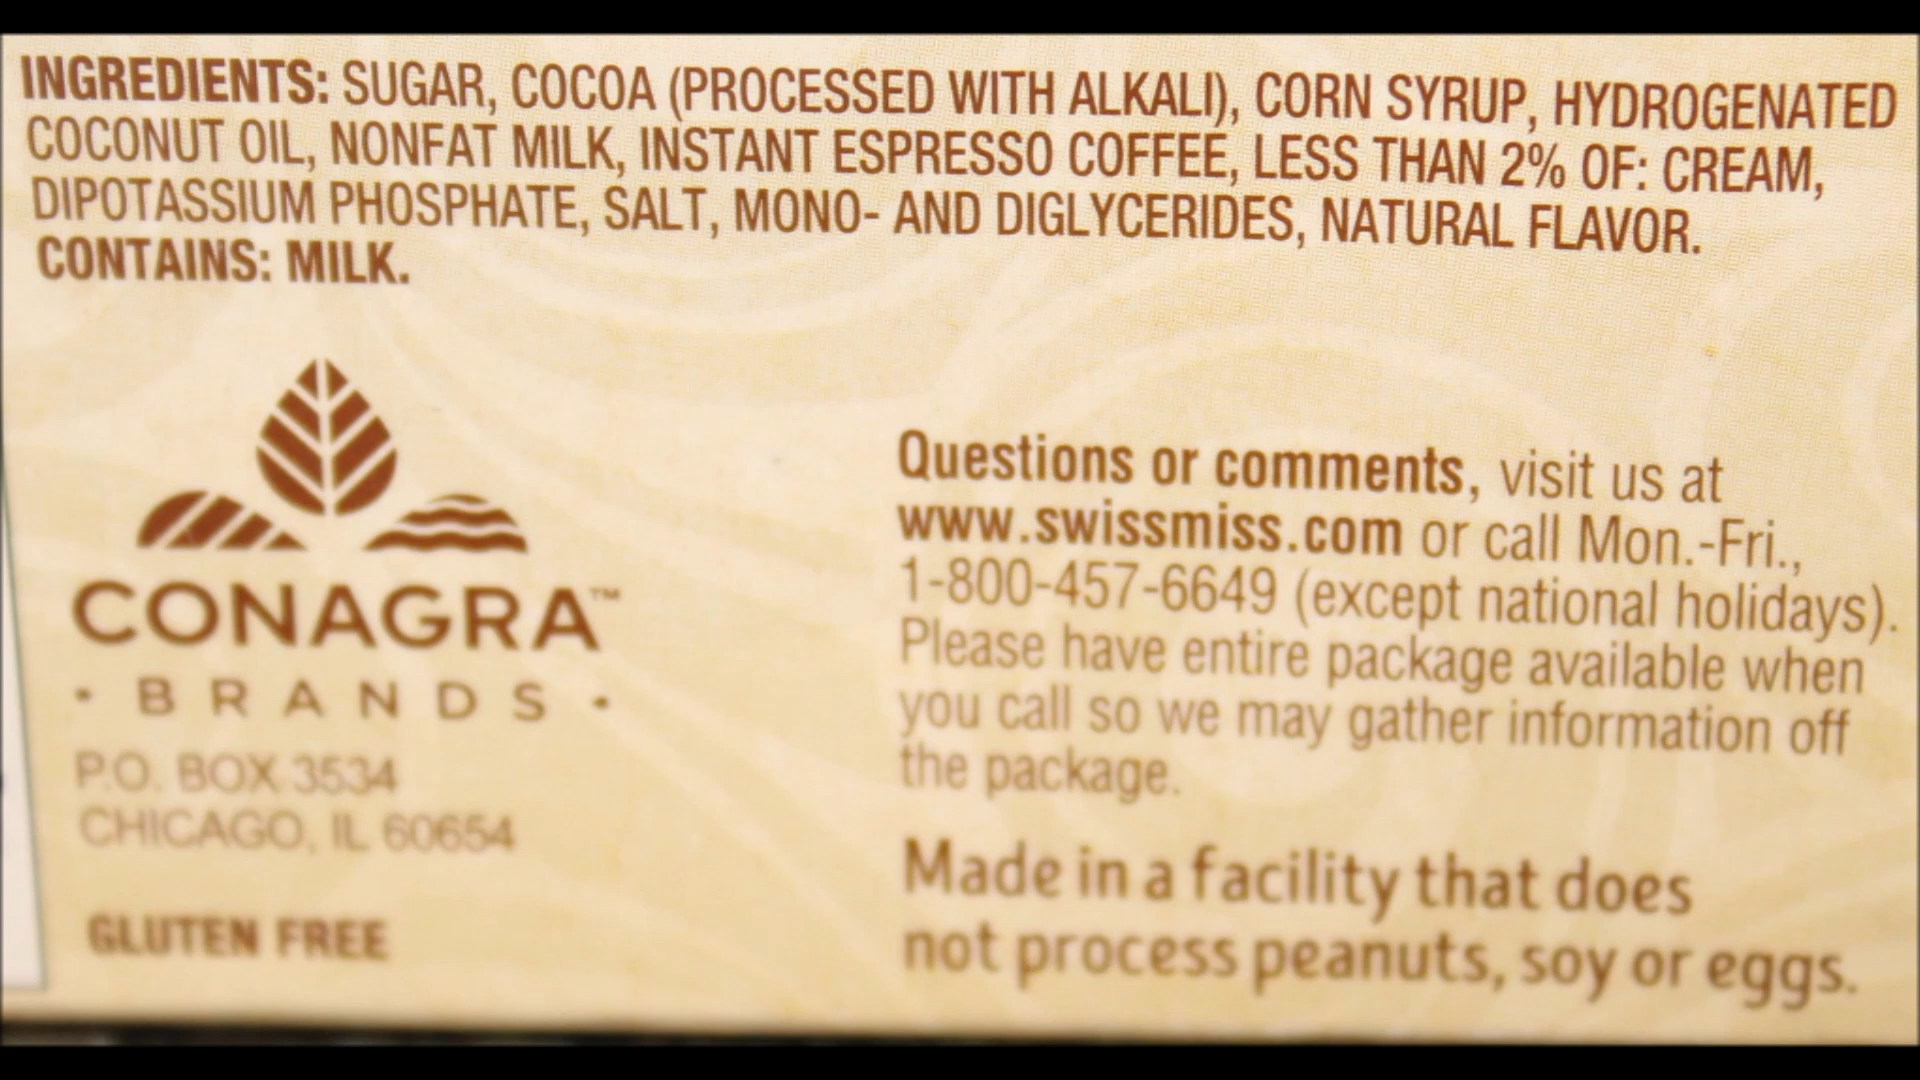 INGREDIENTS: SUGAR, COCOA (PROCESSED WITH ALKALI), CORN SYRUP, HYDROGENATED
COCONUT OIL, NONFAT MILK, INSTANT ESPRESSO COFFEE, LESS THAN 2% OF: CREAM,
DIPOTASSIUM PHOSPHATE, SALT, MONO- AND DIGLYCERIDES, NATURAL FLAVOR.
CONTAINS: MILK.
CONAGRA™
• BRANDS •
P.O. BOX 3534
CHICAGO, IL 60654
GLUTEN FREE
Questions or comments, visit us at
www.swissmiss.com or call Mon.-Fri.,
1-800-457-6649 (except national holidays).
Please have entire package available when
you call so we may gather information off
the package.
Made in a facility that does
not process peanuts, soy or eggs.